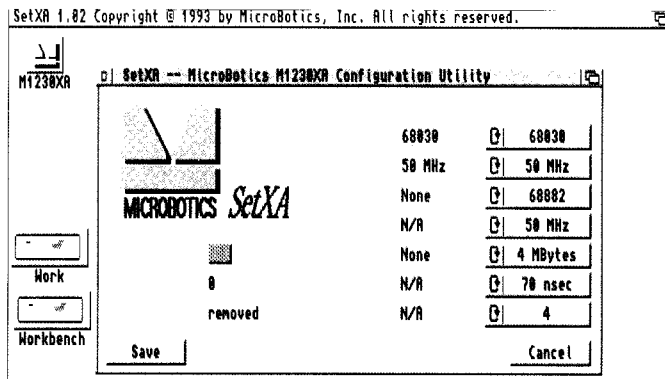 SetXA 1.02 Copyright © 1993 by MicroBotics, Inc. All rights reserved.
M1230XA
SetXA -- MicroBotics M1230XA Configuration Utility
68030 68030
50 MHz 50 MHz
None 68882
MICROBOTICS SetXA
N/A 50 MHz
None 4 MBytes
0 N/A 70 nsec
removed N/A 4
Work
Workbench
Save Cancel